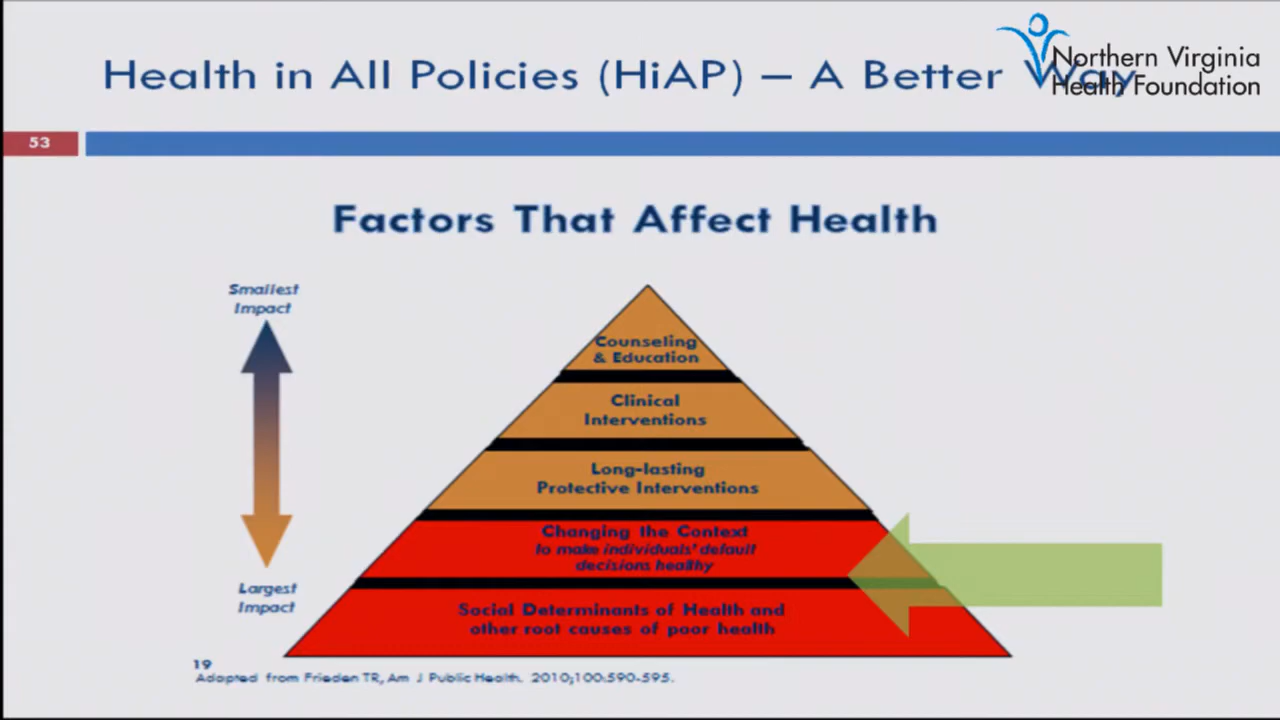 Health in All Policies (HiAP) – A Better Way
Northern Virginia
Health Foundation
53
Factors That Affect Health
Smallest
Impact
Counseling
& Education
Clinical
Interventions
Long-lasting
Protective Interventions
Changing the Context
To make individuals' default
decisions healthy
Largest
Impact
Social Determinants of Health and
other root causes of poor health
19
Adapted from Frieden TR, Am J Public Health. 2010;100:590-595.